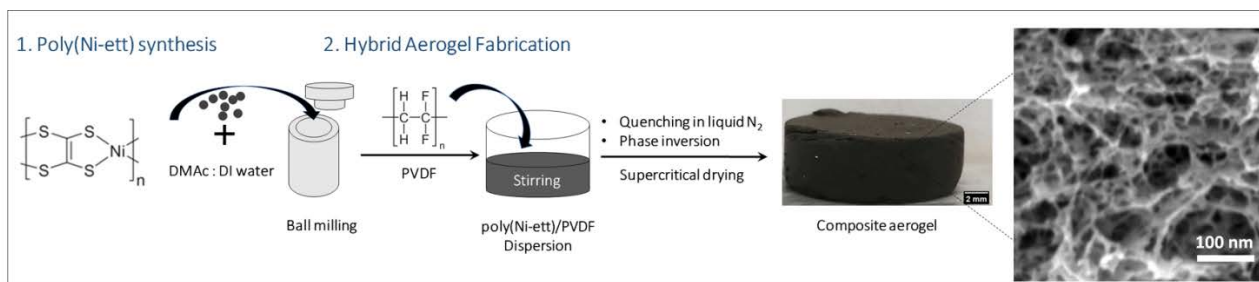 1. Poly(Ni-ett) synthesis
2. Hybrid Aerogel Fabrication
S
S
S
S
Ni
n
+
DMAc : DI water
Ball milling
H F
C C
H F
n
PVDF
Stirring
poly(Ni-ett)/PVDF
Dispersion
• Quenching in liquid N₂
• Phase inversion
Supercritical drying
2 mm
Composite aerogel
100 nm